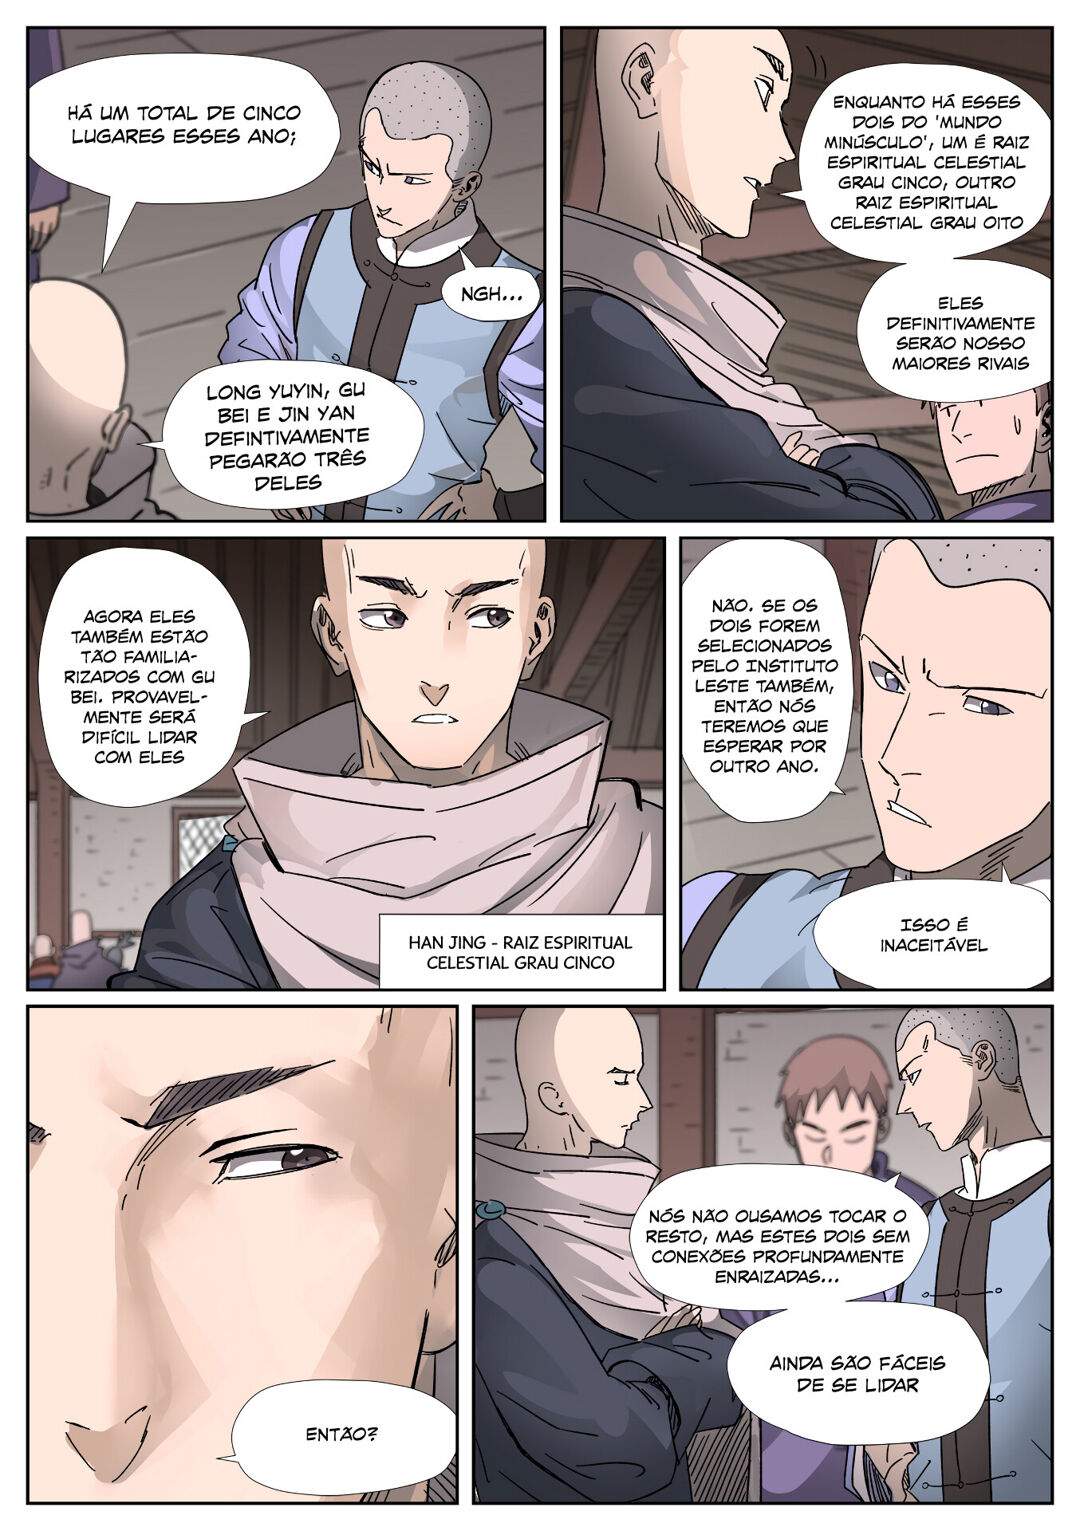 HÁ UM TOTAL DE CINCO
LUGARES ESSES ANO;
NGH...
LONG YUYIN, GU
BEI E JIN YAN
DEFINTIVAMENTE
PEGARÃO TRÊS
DELES
ENQUANTO HÁ ESSES
DOIS DO 'MUNDO
MINÚSCULO', UM É RAIZ
ESPIRITUAL CELESTIAL
GRAU CINCO, OUTRO
RAIZ ESPIRITUAL
CELESTIAL GRAU OITO
ELES
DEFINITIVAMENTE
SERÃO NOSSO
MAIORES RIVAIS
AGORA ELES
TAMBÉM ESTÃO
TÃO FAMILIA-
RIZADOS COM GU
BEI. PROVAVEL-
MENTE SERÁ
DIFÍCIL LIDAR
COM ELES
HAN JING - RAIZ ESPIRITUAL
CELESTIAL GRAU CINCO
NÃO. SE OS
DOIS FOREM
SELECIONADOS
PELO INSTITUTO
LESTE TAMBÉM,
ENTÃO NÓS
TEREMOS QUE
ESPERAR POR
OUTRO ANO.
ISSO É
INACEITÁVEL
ENTÃO?
NÓS NÃO OUSAMOS TOCAR O
RESTO, MAS ESTES DOIS SEM
CONEXÕES PROFUNDAMENTE
ENRAIZADAS...
AINDA SÃO FÁCEIS
DE SE LIDAR